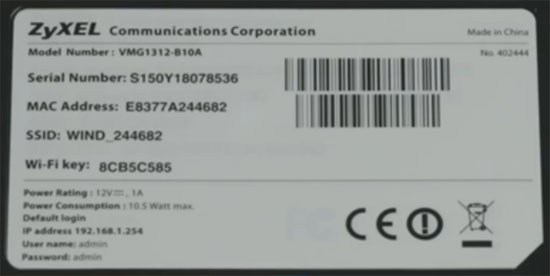 ZyXEL Communications Corporation
Made in China
Model Number : VMG1312-B10A
No. 402444
Serial Number: S150Y18078536
MAC Address: E8377A244682
SSID: WIND_244682
Wi-Fi key: 8CB5C585
Power Rating : 12V⎓, 1A
Power Consumption : 10.5 Watt max.
Default login
IP address 192.168.1.254
User name: admin
Password: admin
CE